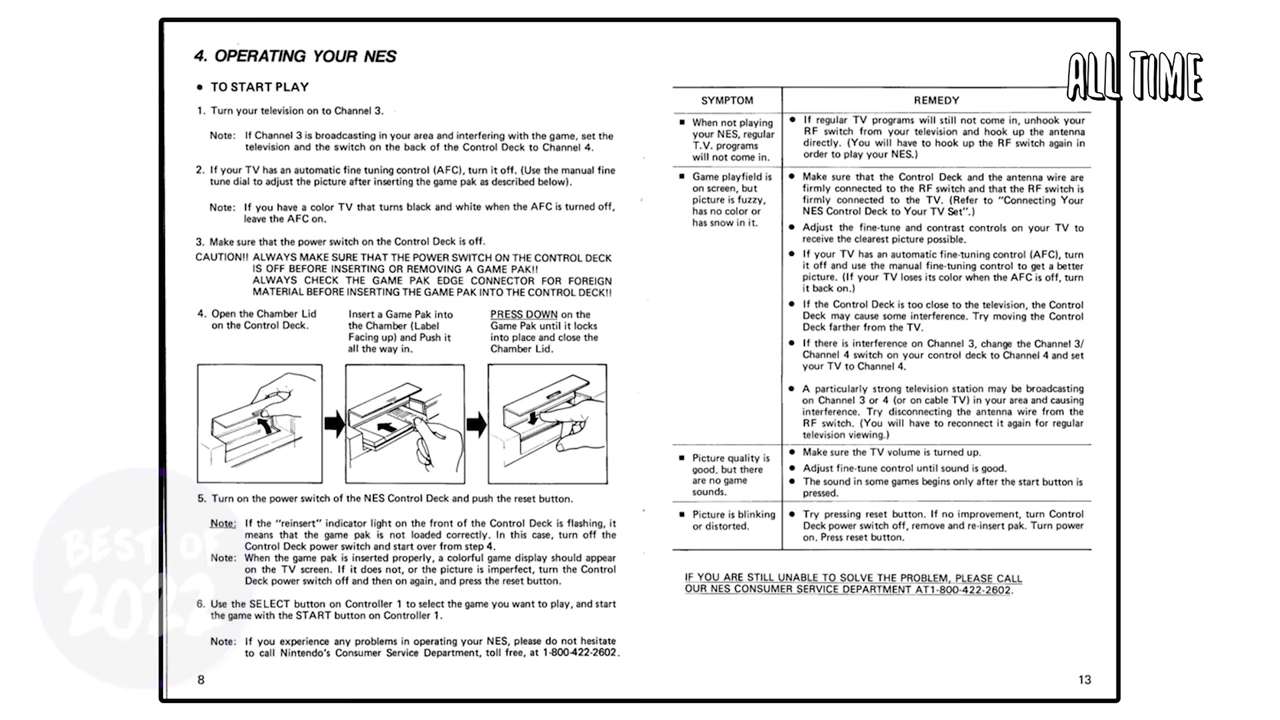 ALL TIME
4. OPERATING YOUR NES
• TO START PLAY
1. Turn your television on to Channel 3.
Note: If Channel 3 is broadcasting in your area and interfering with the game, set the
television and the switch on the back of the Control Deck to Channel 4.
2. If your TV has an automatic fine tuning control (AFC), turn it off. (Use the manual fine
tune dial to adjust the picture after inserting the game pak as described below).
Note: If you have a color TV that turns black and white when the AFC is turned off,
leave the AFC on.
3. Make sure that the power switch on the Control Deck is off.
CAUTION!! ALWAYS MAKE SURE THAT THE POWER SWITCH ON THE CONTROL DECK
IS OFF BEFORE INSERTING OR REMOVING A GAME PAK!!
ALWAYS CHECK THE GAME PAK EDGE CONNECTOR FOR FOREIGN
MATERIAL BEFORE INSERTING THE GAME PAK INTO THE CONTROL DECK!!
4. Open the Chamber Lid
on the Control Deck.
Insert a Game Pak into
the Chamber (Label
Facing up) and Push it
all the way in.
PRESS DOWN on the
Game Pak until it locks
into place and close the
Chamber Lid.
5. Turn on the power switch of the NES Control Deck and push the reset button.
Note: If the "reinsert" indicator light on the front of the Control Deck is flashing, it
means that the game pak is not loaded correctly. In this case, turn off the
Control Deck power switch and start over from step 4.
Note: When the game pak is inserted properly, a colorful game display should appear
on the TV screen. If it does not, or the picture is imperfect, turn the Control
Deck power switch off and then on again, and press the reset button.
6. Use the SELECT button on Controller 1 to select the game you want to play, and start
the game with the START button on Controller 1.
Note: If you experience any problems in operating your NES, please do not hesitate
to call Nintendo's Consumer Service Department, toll free, at 1-800-422-2602.
8
SYMPTOM
REMEDY
▪ When not playing
your NES, regular
T.V. programs
will not come in.
• If regular TV programs will still not come in, unhook your
RF switch from your television and hook up the antenna
directly. (You will have to hook up the RF switch again in
order to play your NES.)
▪ Game playfield is
on screen, but
picture is fuzzy,
has no color or
has snow in it.
• Make sure that the Control Deck and the antenna wire are
firmly connected to the RF switch and that the RF switch is
firmly connected to the TV. (Refer to "Connecting Your
NES Control Deck to Your TV Set".)
• Adjust the fine-tune and contrast controls on your TV to
receive the clearest picture possible.
• If your TV has an automatic fine-tuning control (AFC), turn
it off and use the manual fine-tuning control to get a better
picture. (If your TV loses its color when the AFC is off, turn
it back on.)
• If the Control Deck is too close to the television, the Control
Deck may cause some interference. Try moving the Control
Deck farther from the TV.
• If there is interference on Channel 3, change the Channel 3/
Channel 4 switch on your control deck to Channel 4 and set
your TV to Channel 4.
• A particularly strong television station may be broadcasting
on Channel 3 or 4 (or on cable TV) in your area and causing
interference. Try disconnecting the antenna wire from the
RF switch. (You will have to reconnect it again for regular
television viewing.)
▪ Picture quality is
good, but there
are no game
sounds.
• Make sure the TV volume is turned up.
• Adjust fine-tune control until sound is good.
• The sound in some games begins only after the start button is
pressed.
▪ Picture is blinking
or distorted.
• Try pressing reset button. If no improvement, turn Control
Deck power switch off, remove and re-insert pak. Turn power
on. Press reset button.
IF YOU ARE STILL UNABLE TO SOLVE THE PROBLEM, PLEASE CALL
OUR NES CONSUMER SERVICE DEPARTMENT AT1-800-422-2602.
13
BEST OF
2022